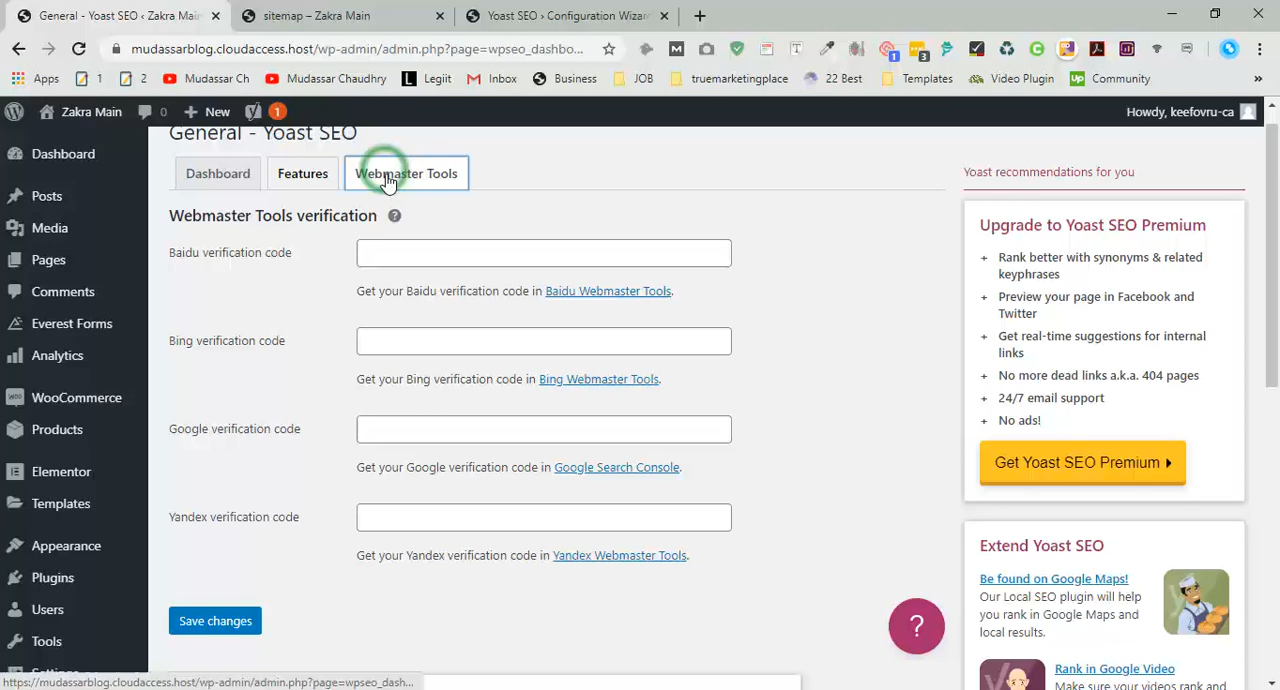 General - Yoast SEO ‹ Zakra Main
sitemap – Zakra Main
Yoast SEO › Configuration Wizar
mudassarblog.cloudaccess.host/wp-admin/admin.php?page=wpseo_dashbo...
Apps
1
2
Mudassar Ch
Mudassar Chaudhry
Legit
Inbox
Business
JOB
truemarketingplace
22 Best
Templates
Video Plugin
Community
»
Zakra Main
0
New
1
Howdy, keefovru-ca
Dashboard
Posts
Media
Pages
Comments
Everest Forms
Analytics
WooCommerce
Products
Elementor
Templates
Appearance
Plugins
Users
Tools
Settings
General - Yoast SEO
Dashboard
Features
Webmaster Tools
Webmaster Tools verification
Baidu verification code
Get your Baidu verification code in Baidu Webmaster Tools.
Bing verification code
Get your Bing verification code in Bing Webmaster Tools.
Google verification code
Get your Google verification code in Google Search Console.
Yandex verification code
Get your Yandex verification code in Yandex Webmaster Tools.
Save changes
?
Yoast recommendations for you
Upgrade to Yoast SEO Premium
+ Rank better with synonyms & related
keyphrases
+ Preview your page in Facebook and
Twitter
+ Get real-time suggestions for internal
links
+ No more dead links a.k.a. 404 pages
+ 24/7 email support
+ No ads!
Get Yoast SEO Premium
Extend Yoast SEO
Be found on Google Maps!
Our Local SEO plugin will help
you rank in Google Maps and
local results.
Rank in Google Video
Make sure your videos rank and
https://mudassarblog.cloudaccess.host/wp-admin/admin.php?page=wpseo_dash...